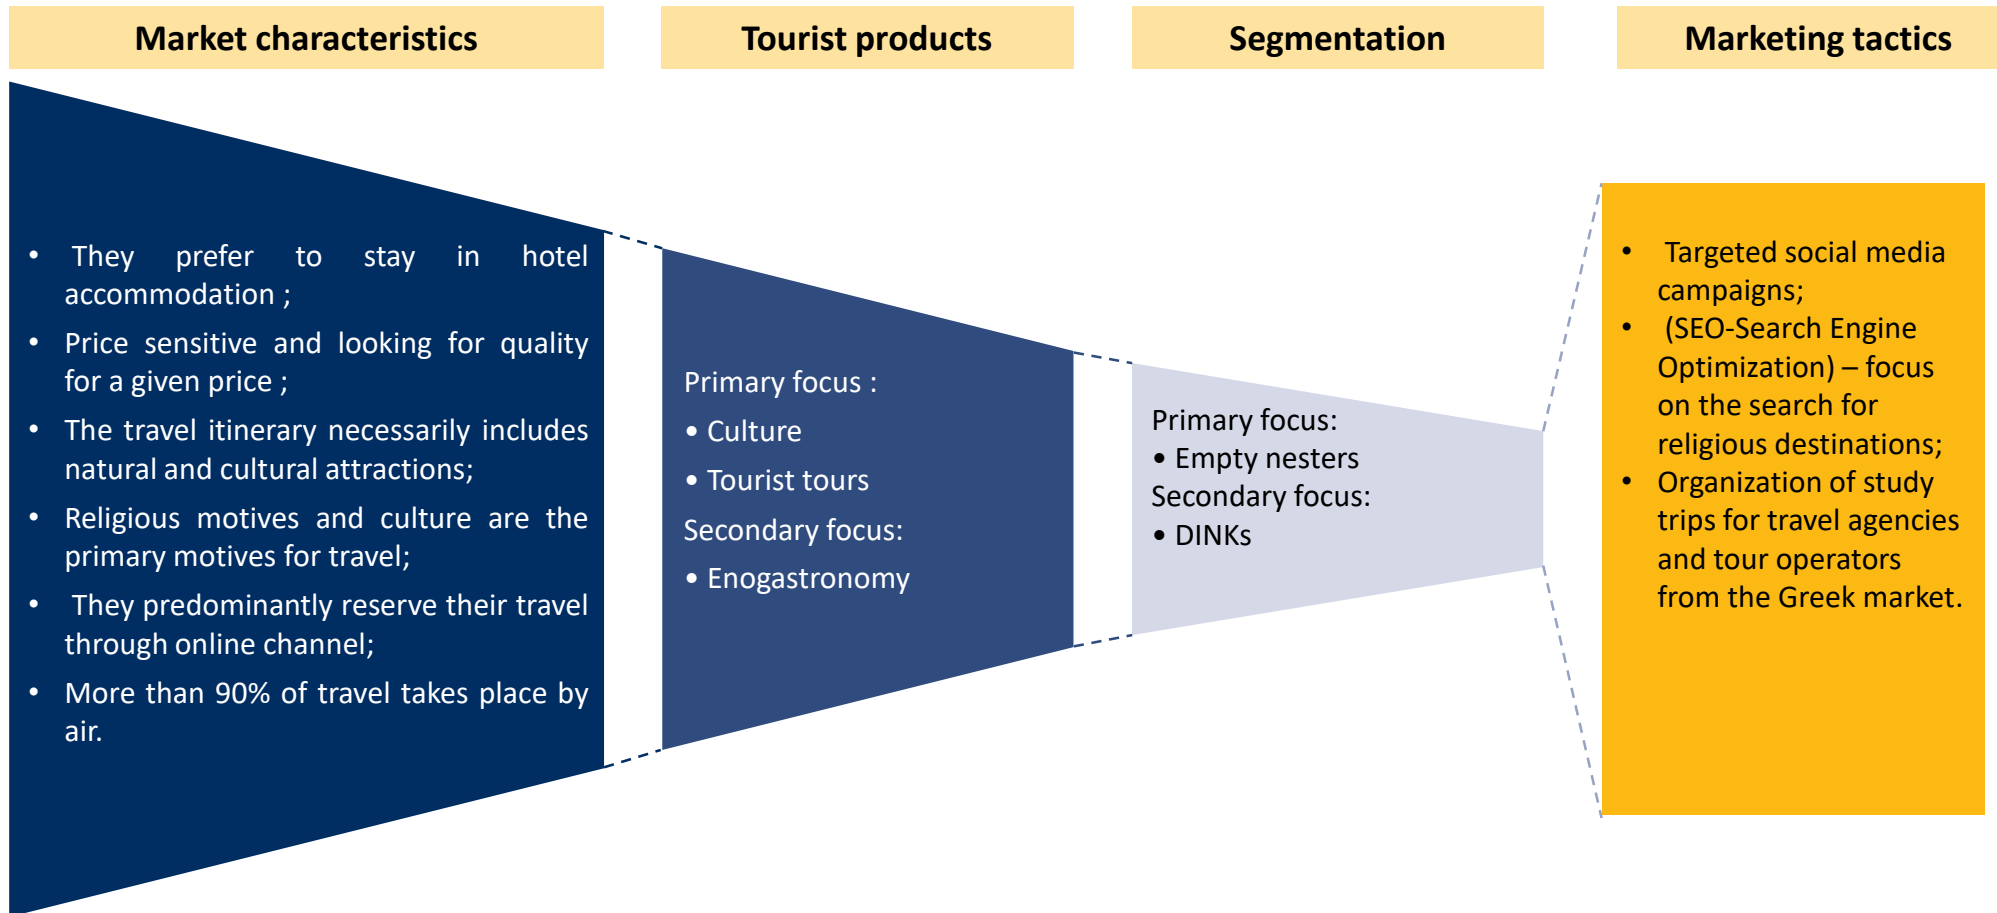 Market characteristics
Tourist products
Segmentation
Marketing tactics
• They prefer to stay in hotel
accommodation ;
• Price sensitive and looking for quality
for a given price ;
• The travel itinerary necessarily includes
natural and cultural attractions;
• Religious motives and culture are the
primary motives for travel;
• They predominantly reserve their travel
through online channel;
• More than 90% of travel takes place by
air.
Primary focus :
• Culture
• Tourist tours
Secondary focus:
• Enogastronomy
Primary focus:
• Empty nesters
Secondary focus:
• DINKs
• Targeted social media
campaigns;
• (SEO-Search Engine
Optimization) – focus
on the search for
religious destinations;
• Organization of study
trips for travel agencies
and tour operators
from the Greek market.